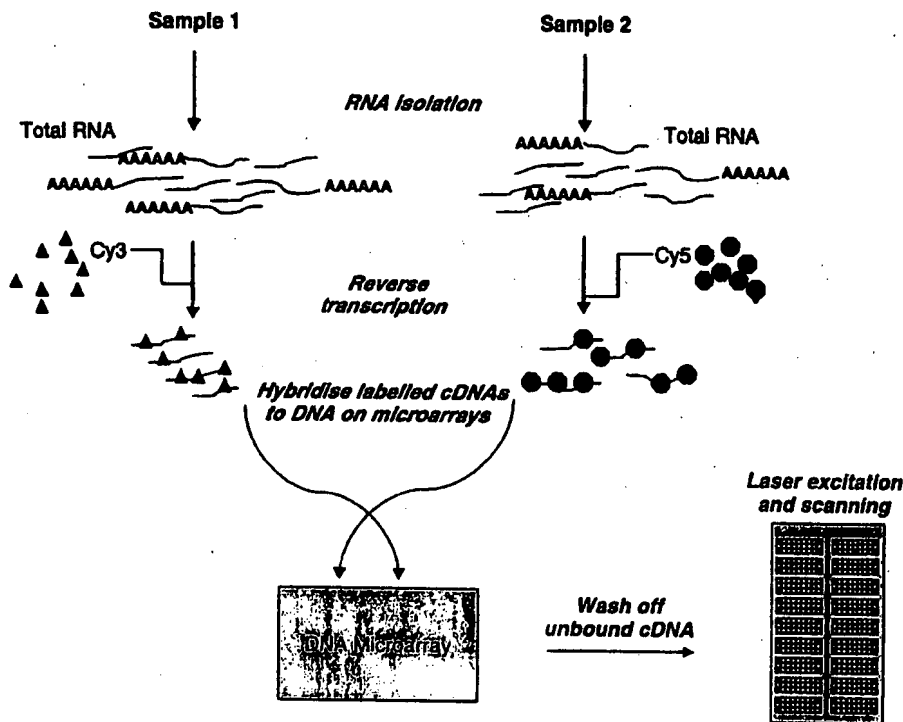 Sample 1
Sample 2
RNA isolation
Total RNA
Total RNA
AAAAAA
AAAAAA
AAAAAA
AAAAAA
AAAAAA
AAAAAA
AAAAAA
Cy3
Cy5
Reverse
transcription
Hybridise labelled cDNAs
to DNA on microarrays
Laser excitation
and scanning
DNA Microarray
Wash off
unbound cDNA